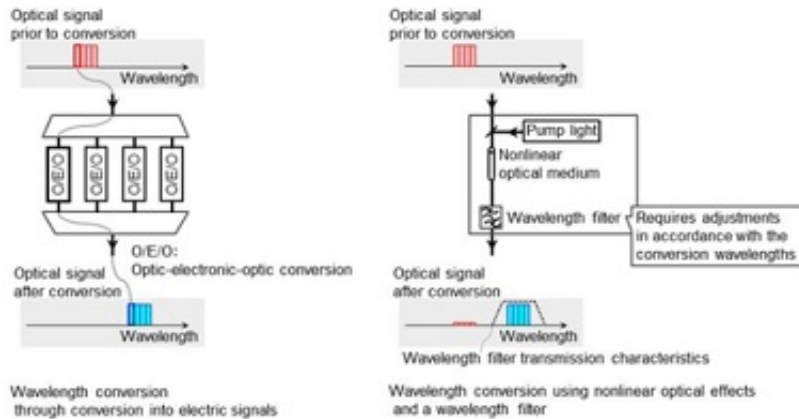 Optical signal
prior to conversion
Wavelength
O/E/O
O/E/O
O/E/O
O/E/O
O/E/O:
Optic-electronic-optic conversion
Optical signal
after conversion
Wavelength
Wavelength conversion
through conversion into electric signals
Optical signal
prior to conversion
Wavelength
Pump light
Nonlinear
optical medium
Wavelength filter
Requires adjustments
in accordance with the
conversion wavelengths
Optical signal
after conversion
Wavelength
Wavelength filter transmission characteristics
Wavelength conversion using nonlinear optical effects
and a wavelength filter